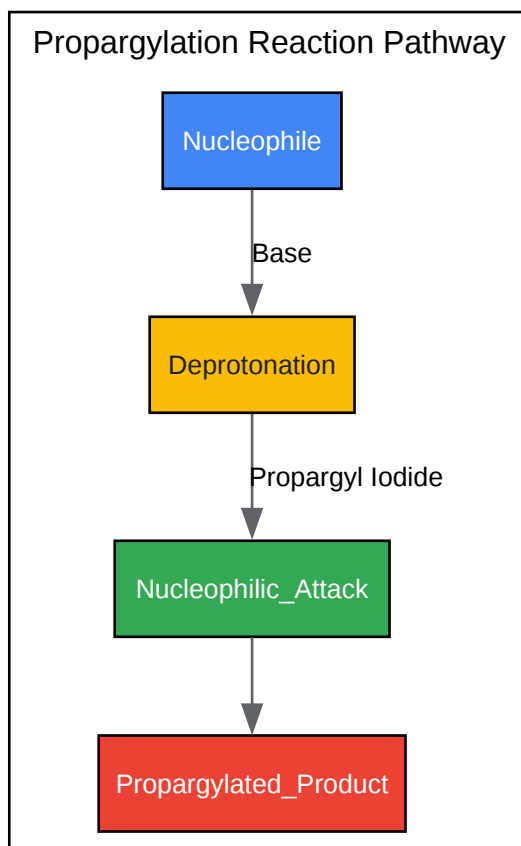 Propargylation Reaction Pathway
Nucleophile
Base
Deprotonation
Propargyl Iodide
Nucleophilic_Attack
Propargylated_Product